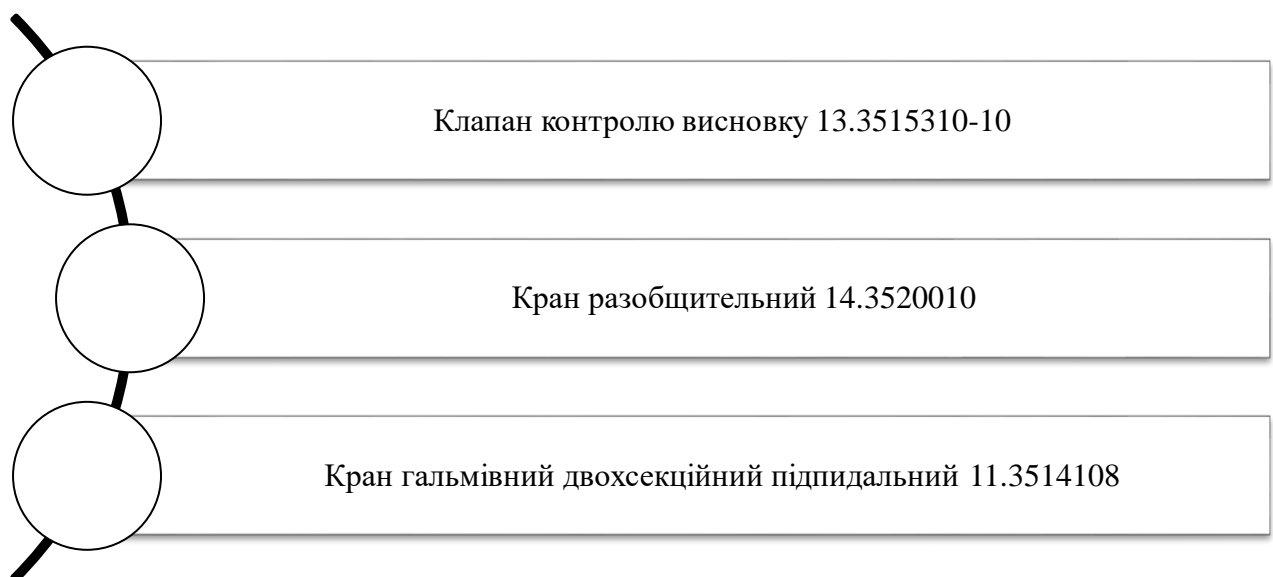 Клапан контролю висновку 13.3515310-10
Кран разобщительний 14.3520010
Кран гальмівний двохсекційний підпидальний 11.3514108